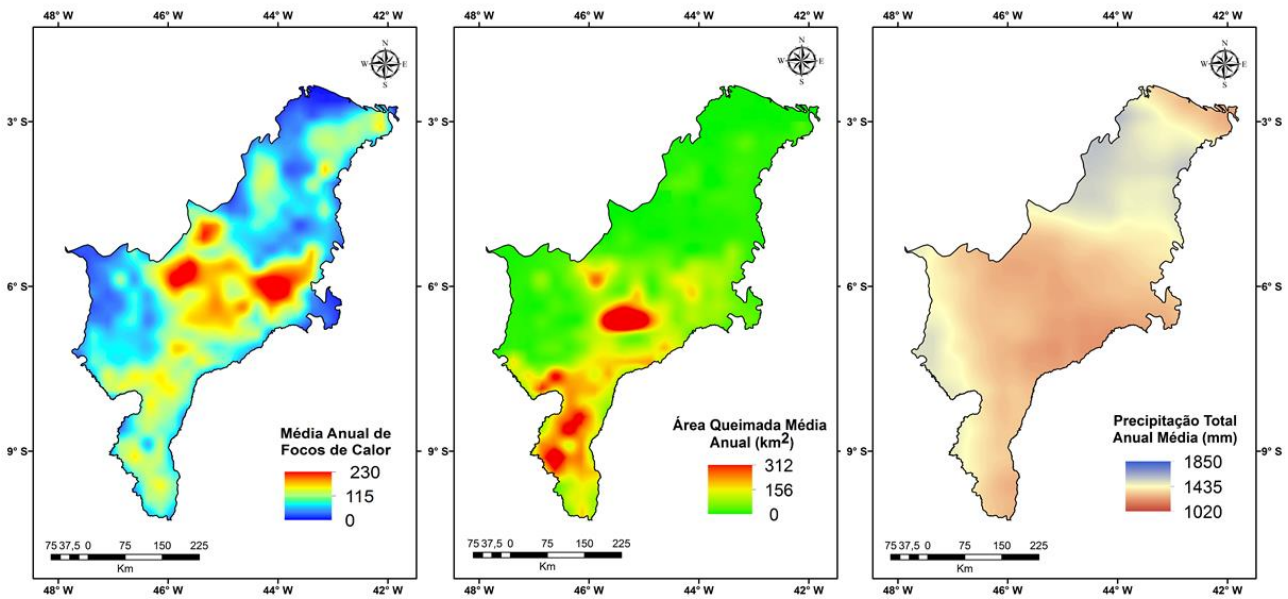 48° W 46° W 44° W 42° W
N
W E
S
3° S
6° S
9° S
Média Anual de
Focos de Calor
230
115
0
75 37,5 0 75 150 225
Km
48° W 46° W 44° W 42° W
48° W 46° W 44° W 42° W
N
W E
S
3° S
6° S
9° S
Área Queimada Média
Anual (km²)
312
156
0
75 37,5 0 75 150 225
Km
48° W 46° W 44° W 42° W
48° W 46° W 44° W 42° W
N
W E
S
3° S
6° S
9° S
Precipitação Total
Anual Média (mm)
1850
1435
1020
75 37,5 0 75 150 225
Km
48° W 46° W 44° W 42° W